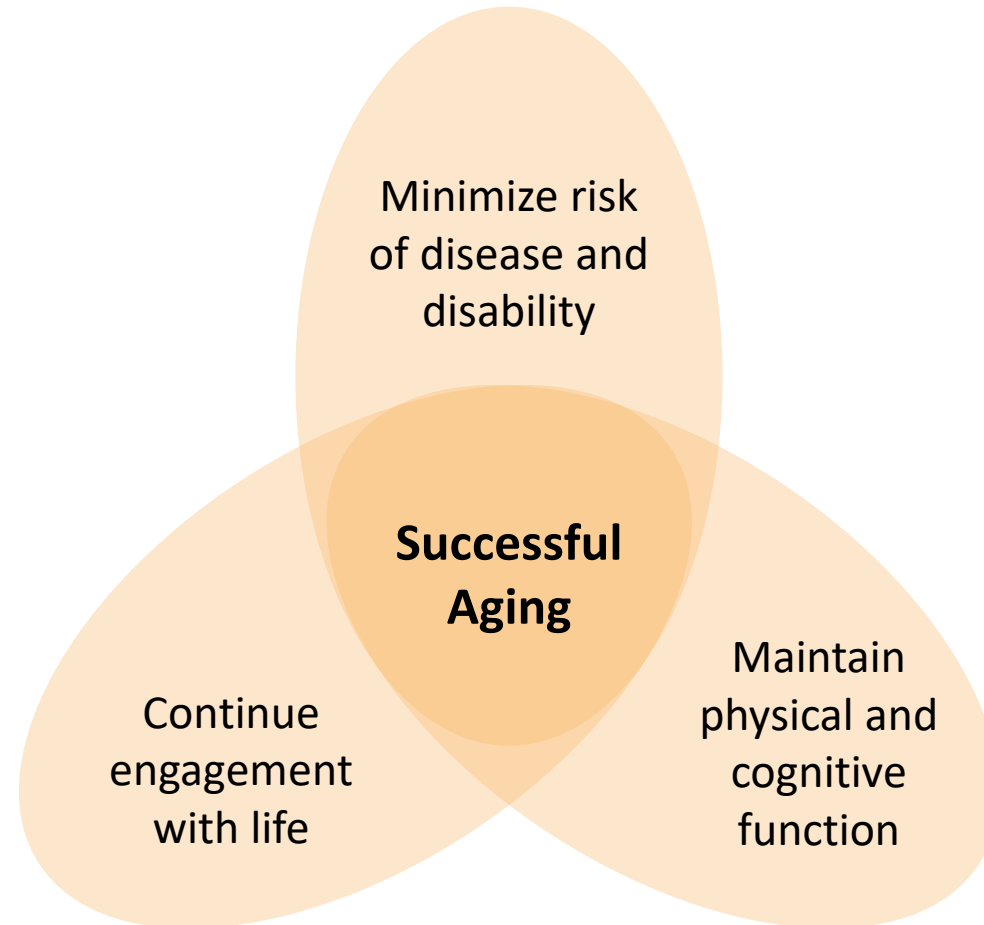 Minimize risk
of disease and
disability
Successful
Aging
Continue
engagement
with life
Maintain
physical and
cognitive
function